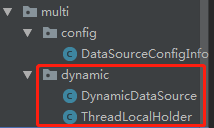 multi
config
DataSourceConfigInfo
dynamic
DynamicDataSource
ThreadLocalHolder